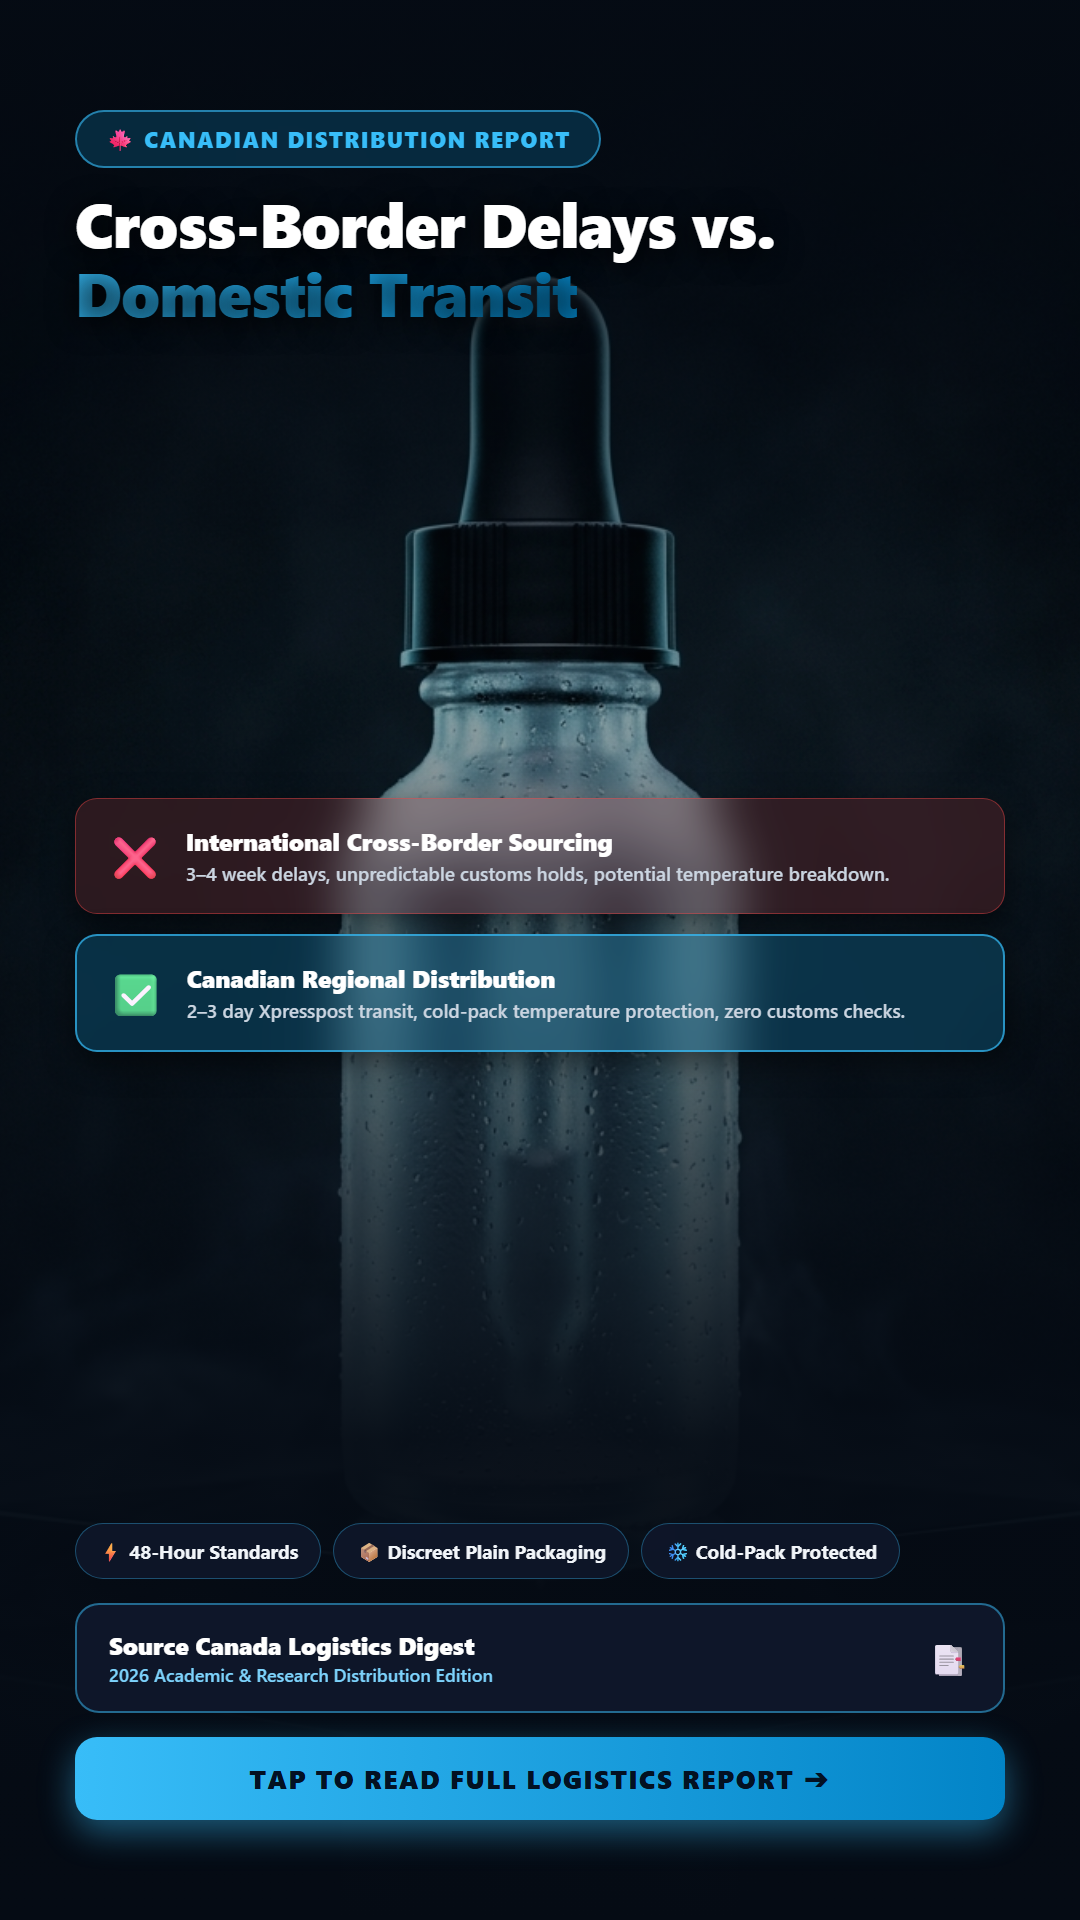 🍁 CANADIAN DISTRIBUTION REPORT
Cross-Border Delays vs.
Domestic Transit
❌ International Cross-Border Sourcing
3–4 week delays, unpredictable customs holds, potential temperature breakdown.
✅ Canadian Regional Distribution
2–3 day Xpresspost transit, cold-pack temperature protection, zero customs checks.
⚡ 48-Hour Standards
📦 Discreet Plain Packaging
❄️ Cold-Pack Protected
Source Canada Logistics Digest
2026 Academic & Research Distribution Edition
TAP TO READ FULL LOGISTICS REPORT ➔